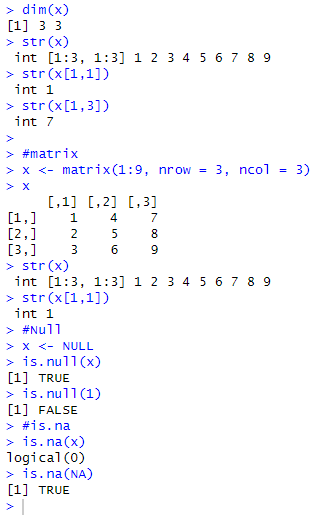 > dim(x)
[1] 3 3
> str(x)
 int [1:3, 1:3] 1 2 3 4 5 6 7 8 9
> str(x[1,1])
 int 1
> str(x[1,3])
 int 7
>
> #matrix
> x <- matrix(1:9, nrow = 3, ncol = 3)
> x
     [,1] [,2] [,3]
[1,]    1    4    7
[2,]    2    5    8
[3,]    3    6    9
> str(x)
 int [1:3, 1:3] 1 2 3 4 5 6 7 8 9
> str(x[1,1])
 int 1
> #Null
> x <- NULL
> is.null(x)
[1] TRUE
> is.null(1)
[1] FALSE
> #is.na
> is.na(x)
logical(0)
> is.na(NA)
[1] TRUE
>